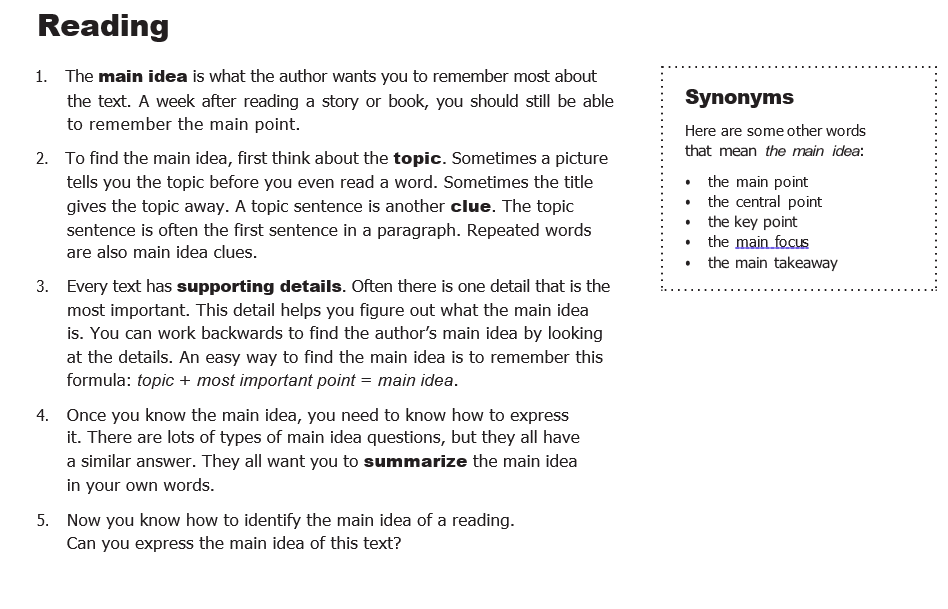 Reading
1. The main idea is what the author wants you to remember most about
the text. A week after reading a story or book, you should still be able
to remember the main point.
2. To find the main idea, first think about the topic. Sometimes a picture
tells you the topic before you even read a word. Sometimes the title
gives the topic away. A topic sentence is another clue. The topic
sentence is often the first sentence in a paragraph. Repeated words
are also main idea clues.
3. Every text has supporting details. Often there is one detail that is the
most important. This detail helps you figure out what the main idea
is. You can work backwards to find the author’s main idea by looking
at the details. An easy way to find the main idea is to remember this
formula: topic + most important point = main idea.
4. Once you know the main idea, you need to know how to express
it. There are lots of types of main idea questions, but they all have
a similar answer. They all want you to summarize the main idea
in your own words.
5. Now you know how to identify the main idea of a reading.
Can you express the main idea of this text?
Synonyms
Here are some other words
that mean the main idea:
• the main point
• the central point
• the key point
• the main focus
• the main takeaway